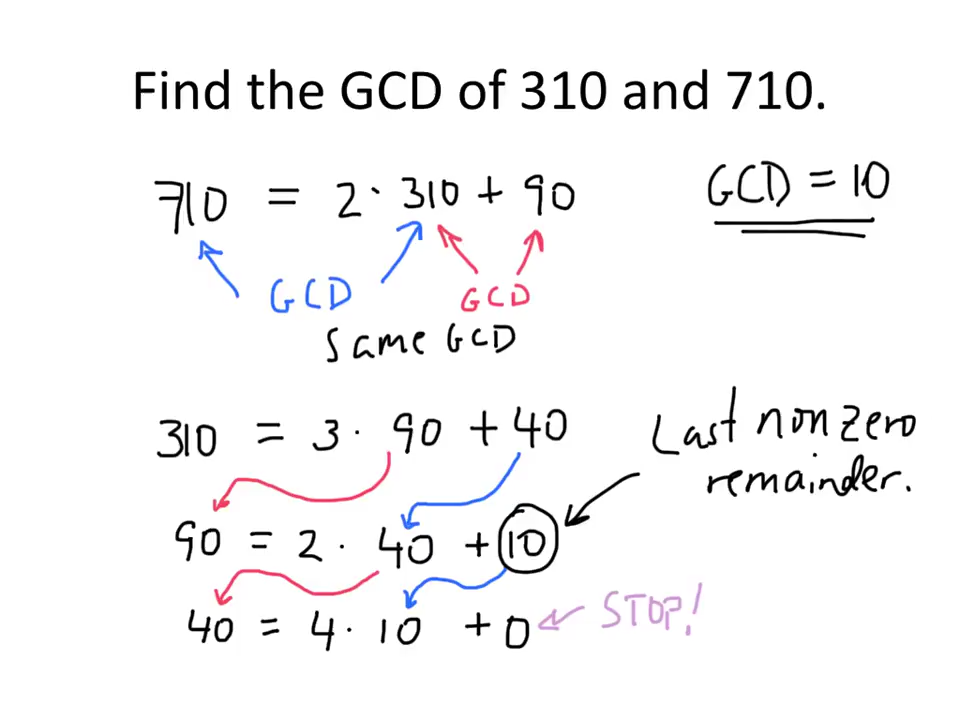 Find the GCD of 310 and 710.
710 = 2 · 310 + 90
GCD = 10
GCD GCD
Same GCD
310 = 3 · 90 + 40
Last nonzero
remainder.
90 = 2 · 40 + 10
40 = 4 · 10 + 0
STOP!